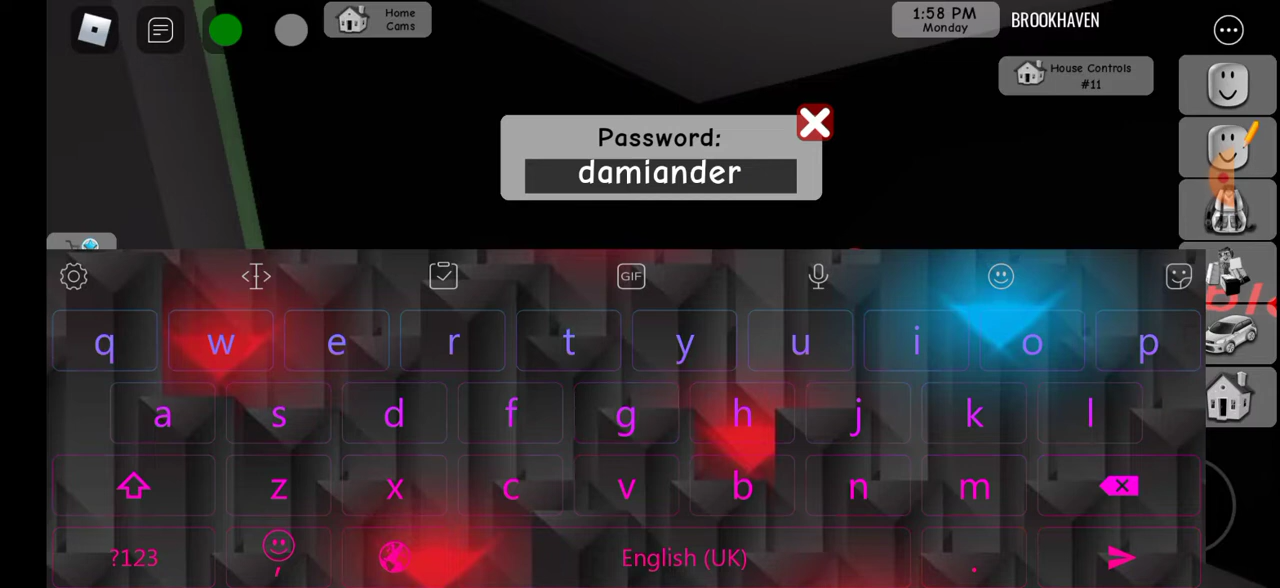 Home
Cams
1:58 PM
Monday
BROOKHAVEN
House Controls
#11
Password:
damiander
GIF
q w e r t y u i o p
a s d f g h j k l
z x c v b n m
?123 , English (UK) .